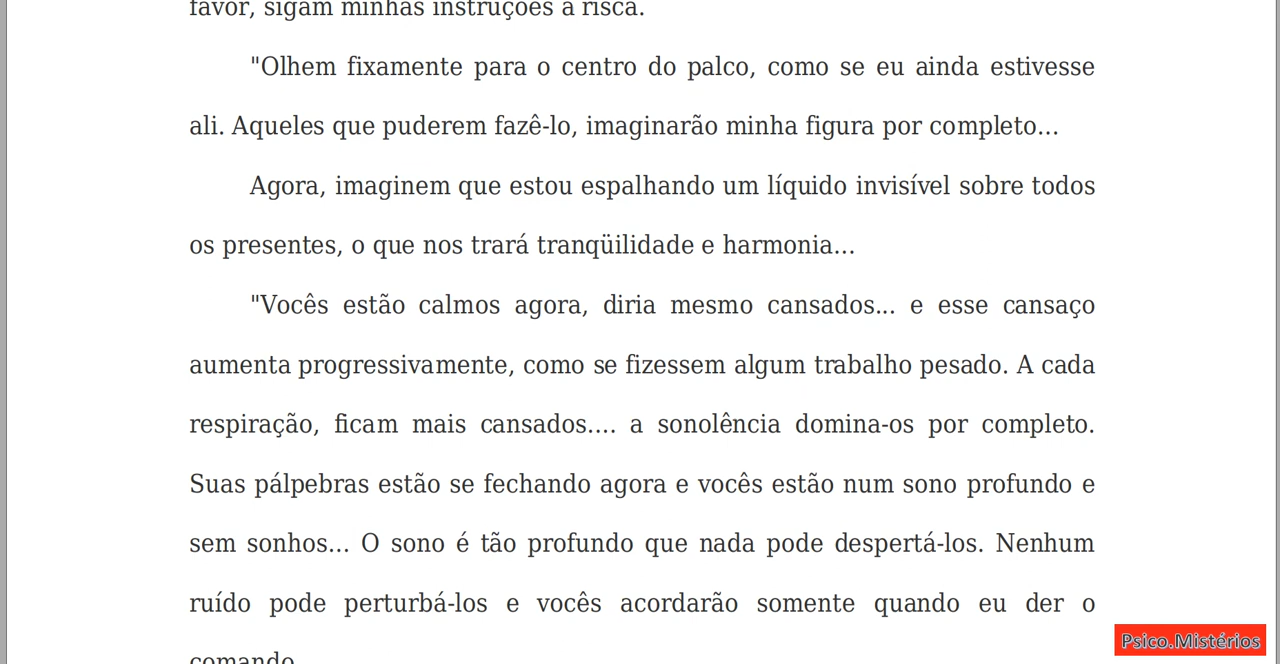 favor, sigam minhas instruções à risca.
"Olhem fixamente para o centro do palco, como se eu ainda estivesse
ali. Aqueles que puderem fazê-lo, imaginarão minha figura por completo...
Agora, imaginem que estou espalhando um líquido invisível sobre todos
os presentes, o que nos trará tranqüilidade e harmonia...
"Vocês estão calmos agora, diria mesmo cansados... e esse cansaço
aumenta progressivamente, como se fizessem algum trabalho pesado. A cada
respiração, ficam mais cansados.... a sonolência domina-os por completo.
Suas pálpebras estão se fechando agora e vocês estão num sono profundo e
sem sonhos... O sono é tão profundo que nada pode despertá-los. Nenhum
ruído pode perturbá-los e vocês acordarão somente quando eu der o
comando
Psico.Mistérios